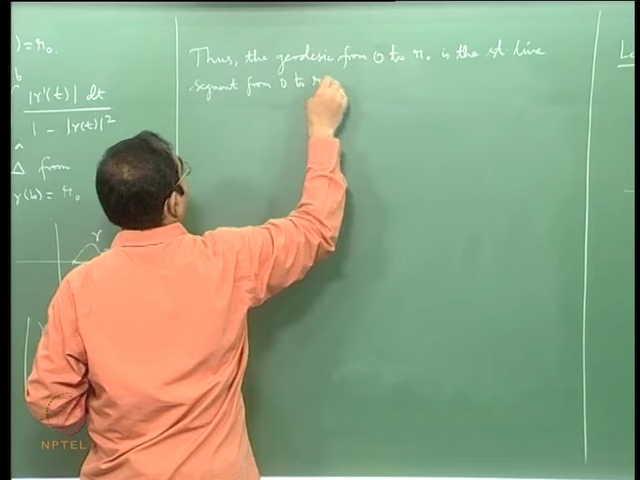 ) = r₀.
b
|γ'(t)| dt
1 - |γ(t)|²
a
Δ from
γ(b) = r₀
γ
Thus, the geodesic from 0 to r₀ is the st. line
segment from 0 to r
Le
NPTEL